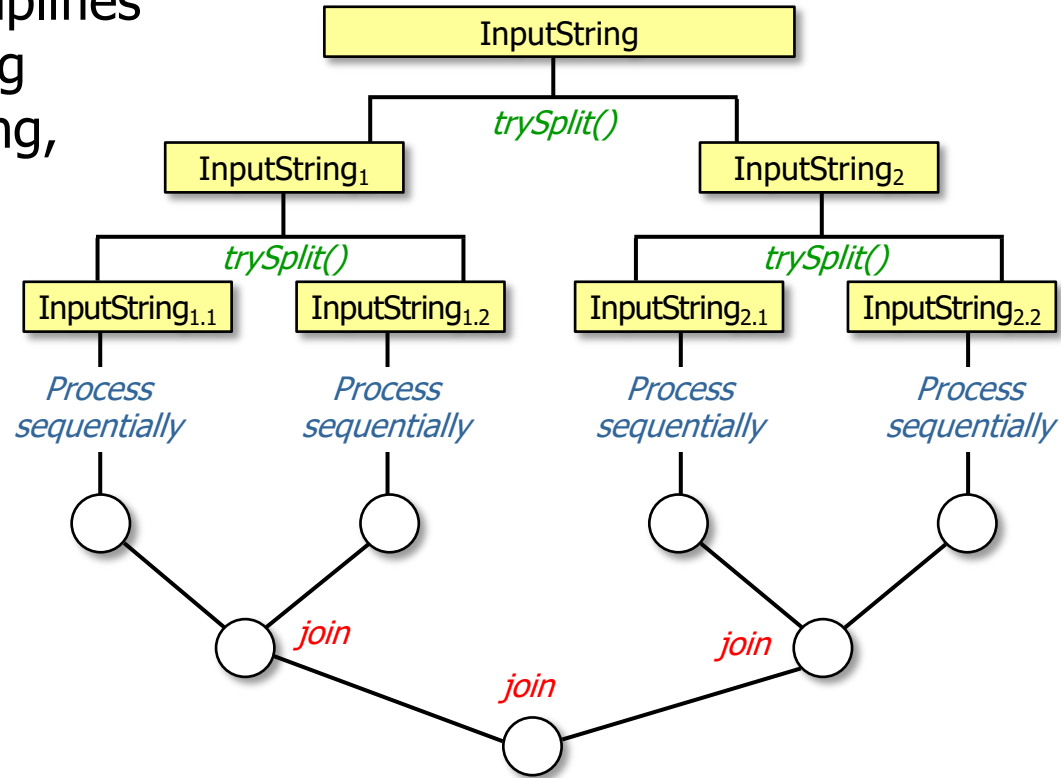 InputString
trySplit()
InputString₁
InputString₂
trySplit()
trySplit()
InputString₁.₁
InputString₁.₂
InputString₂.₁
InputString₂.₂
Process
sequentially
Process
sequentially
Process
sequentially
Process
sequentially
join
join
join